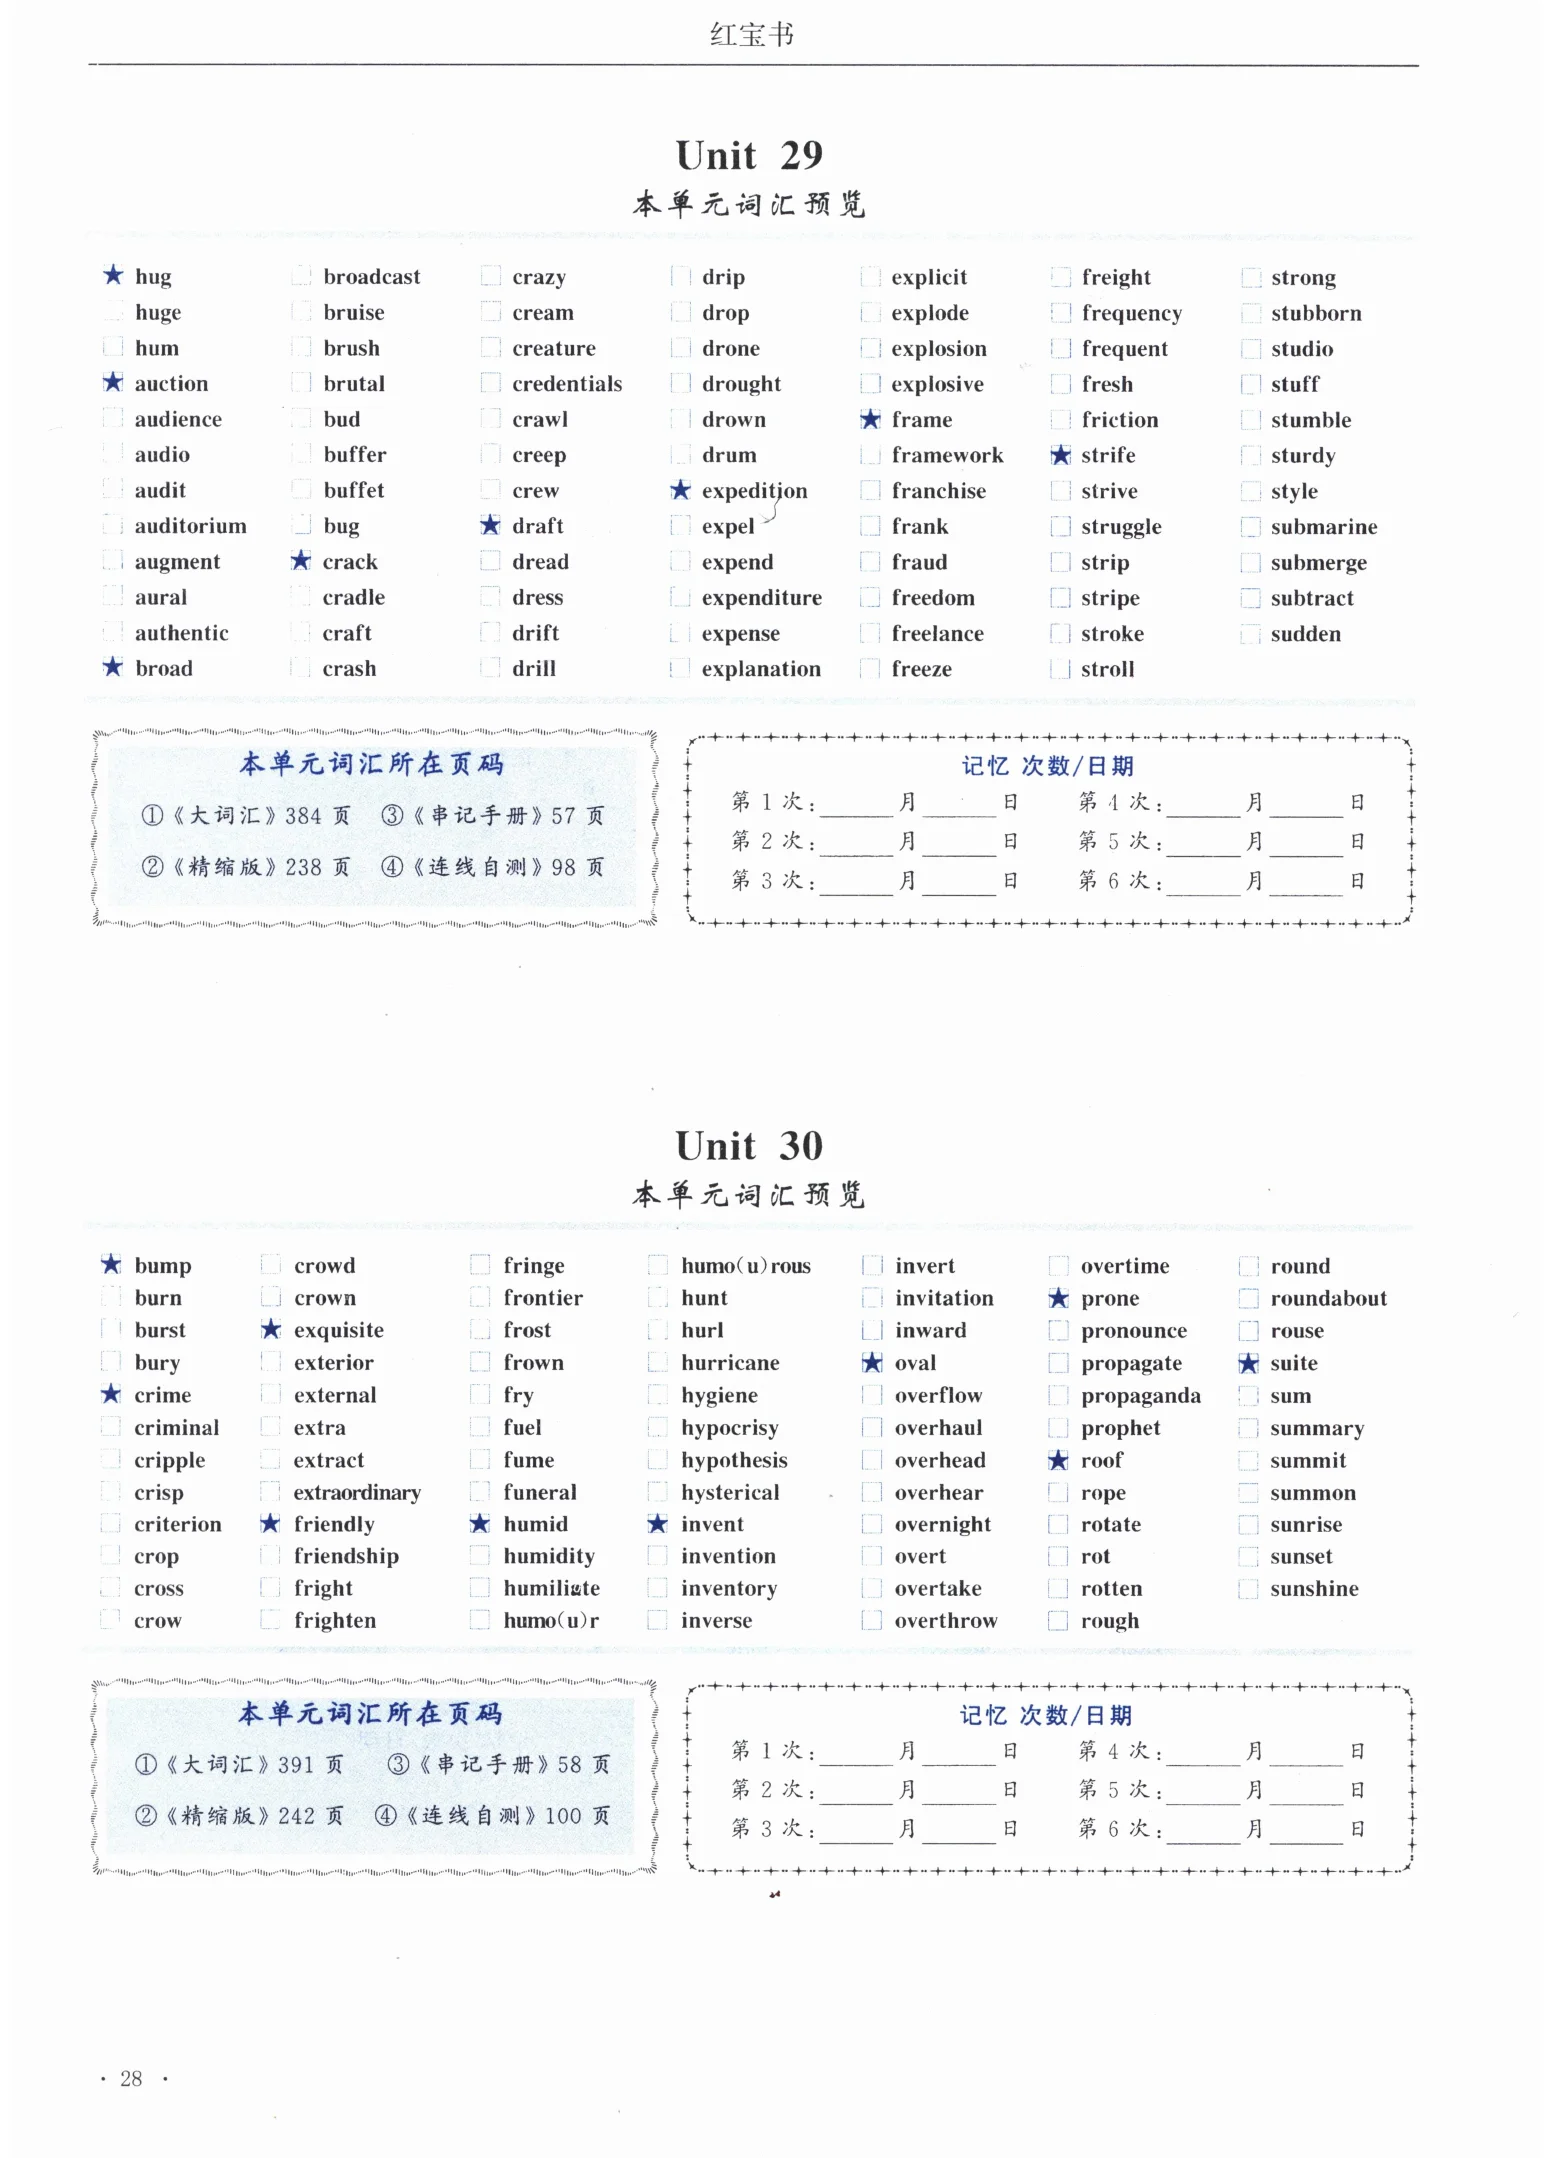 红宝书
Unit 29
本单元词汇预览
★ hug broadcast crazy drip explicit freight strong
huge bruise cream drop explode frequency stubborn
hum brush creature drone explosion frequent studio
★ auction brutal credentials drought explosive fresh stuff
audience bud crawl drown ★ frame friction stumble
audio buffer creep drum framework ★ strife sturdy
audit buffet crew ★ expedition franchise strive style
auditorium bug ★ draft expel frank struggle submarine
augment ★ crack dread expend fraud strip submerge
aural cradle dress expenditure freedom stripe subtract
authentic craft drift expense freelance stroke sudden
★ broad crash drill explanation freeze stroll
本单元词汇所在页码
①《大词汇》384 页 ③《串记手册》57 页
②《精缩版》238 页 ④《连线自测》98 页
记忆 次数/日期
第 1 次:______月______日 第 4 次:______月______日
第 2 次:______月______日 第 5 次:______月______日
第 3 次:______月______日 第 6 次:______月______日
Unit 30
本单元词汇预览
★ bump crowd fringe humo(u)rous invert overtime round
burn crown frontier hunt invitation ★ prone roundabout
burst ★ exquisite frost hurl inward pronounce rouse
bury exterior frown hurricane ★ oval propagate ★ suite
★ crime external fry hygiene overflow propaganda sum
criminal extra fuel hypocrisy overhaul prophet summary
cripple extract fume hypothesis overhead ★ roof summit
crisp extraordinary funeral hysterical overhear rope summon
criterion ★ friendly ★ humid ★ invent overnight rotate sunrise
crop friendship humidity invention overt rot sunset
cross fright humiliate inventory overtake rotten sunshine
crow frighten humo(u)r inverse overthrow rough
本单元词汇所在页码
①《大词汇》391 页 ③《串记手册》58 页
②《精缩版》242 页 ④《连线自测》100 页
记忆 次数/日期
第 1 次:______月______日 第 4 次:______月______日
第 2 次:______月______日 第 5 次:______月______日
第 3 次:______月______日 第 6 次:______月______日
· 28 ·